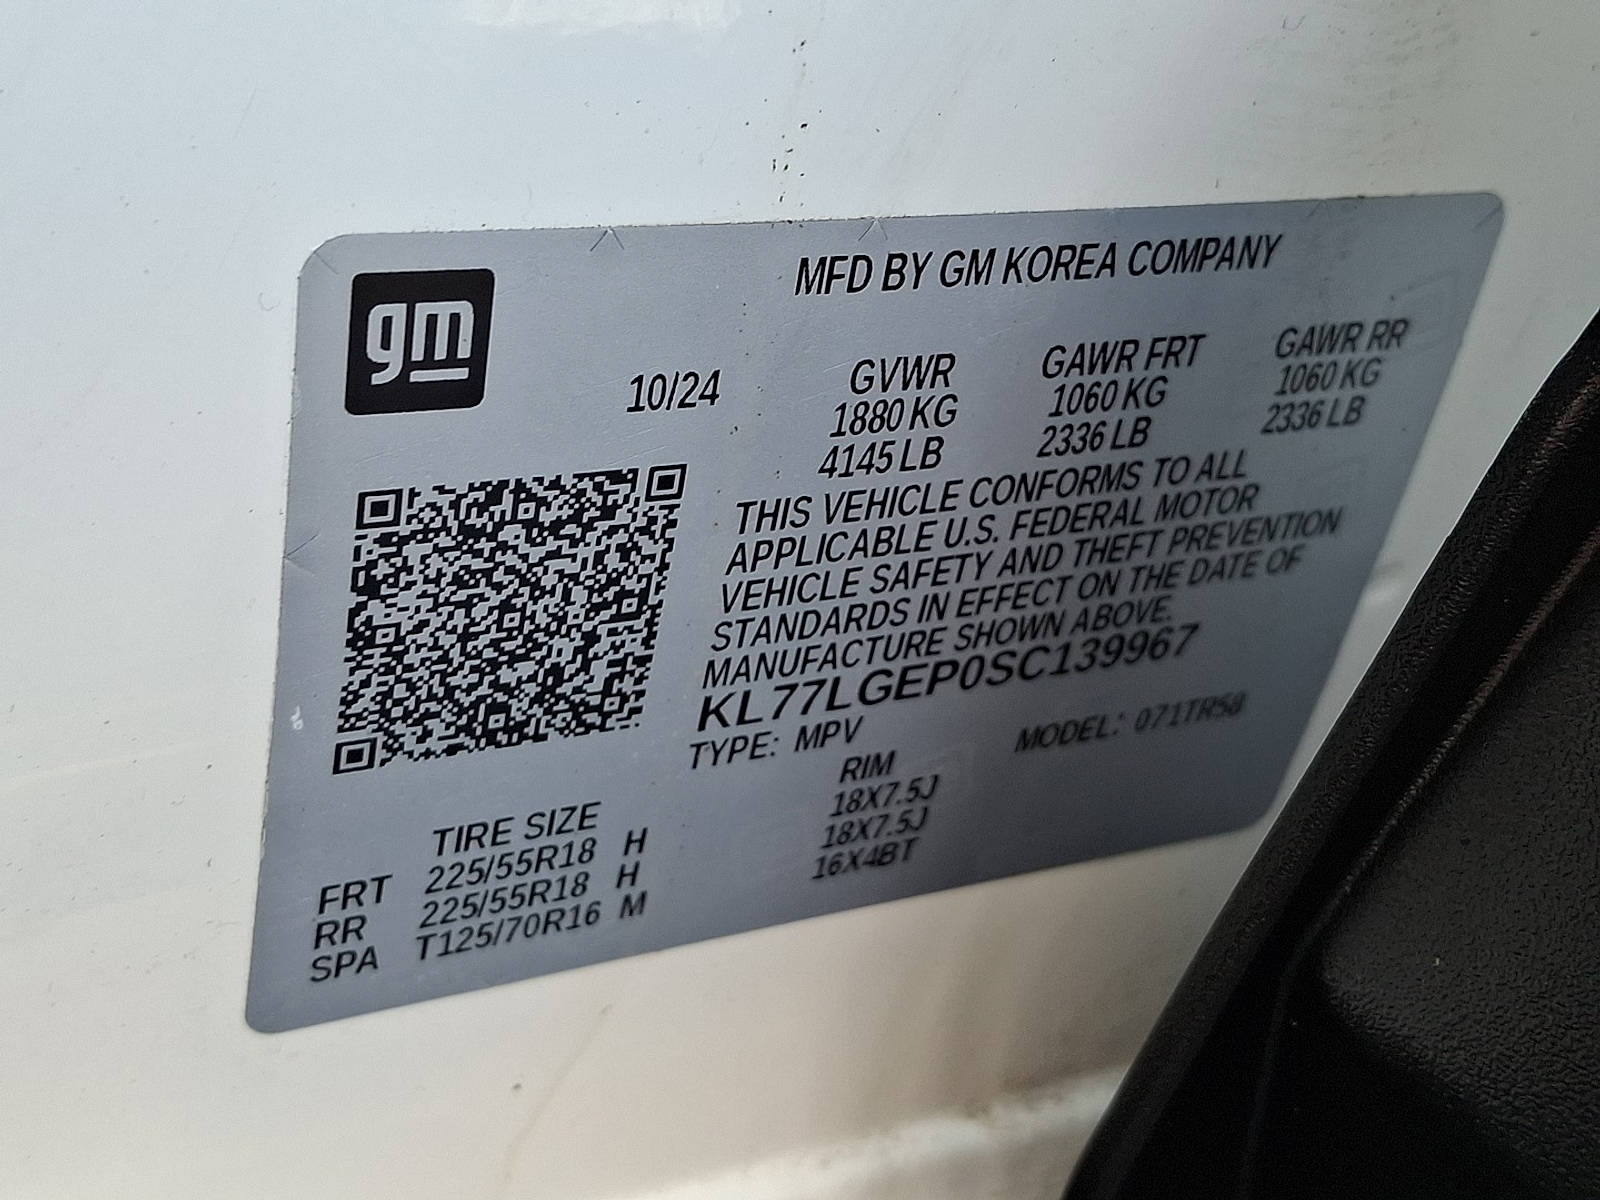 gm
MFD BY GM KOREA COMPANY
10/24
GVWR GAWR FRT GAWR RR
1880 KG 1060 KG 1060 KG
4145 LB 2336 LB 2336 LB
THIS VEHICLE CONFORMS TO ALL
APPLICABLE U.S. FEDERAL MOTOR
VEHICLE SAFETY AND THEFT PREVENTION
STANDARDS IN EFFECT ON THE DATE OF
MANUFACTURE SHOWN ABOVE.
KL77LGEP0SC139967
TYPE: MPV MODEL: 071TR58
TIRE SIZE RIM
FRT 225/55R18 H 18X7.5J
RR 225/55R18 H 18X7.5J
SPA T125/70R16 M 16X4BT